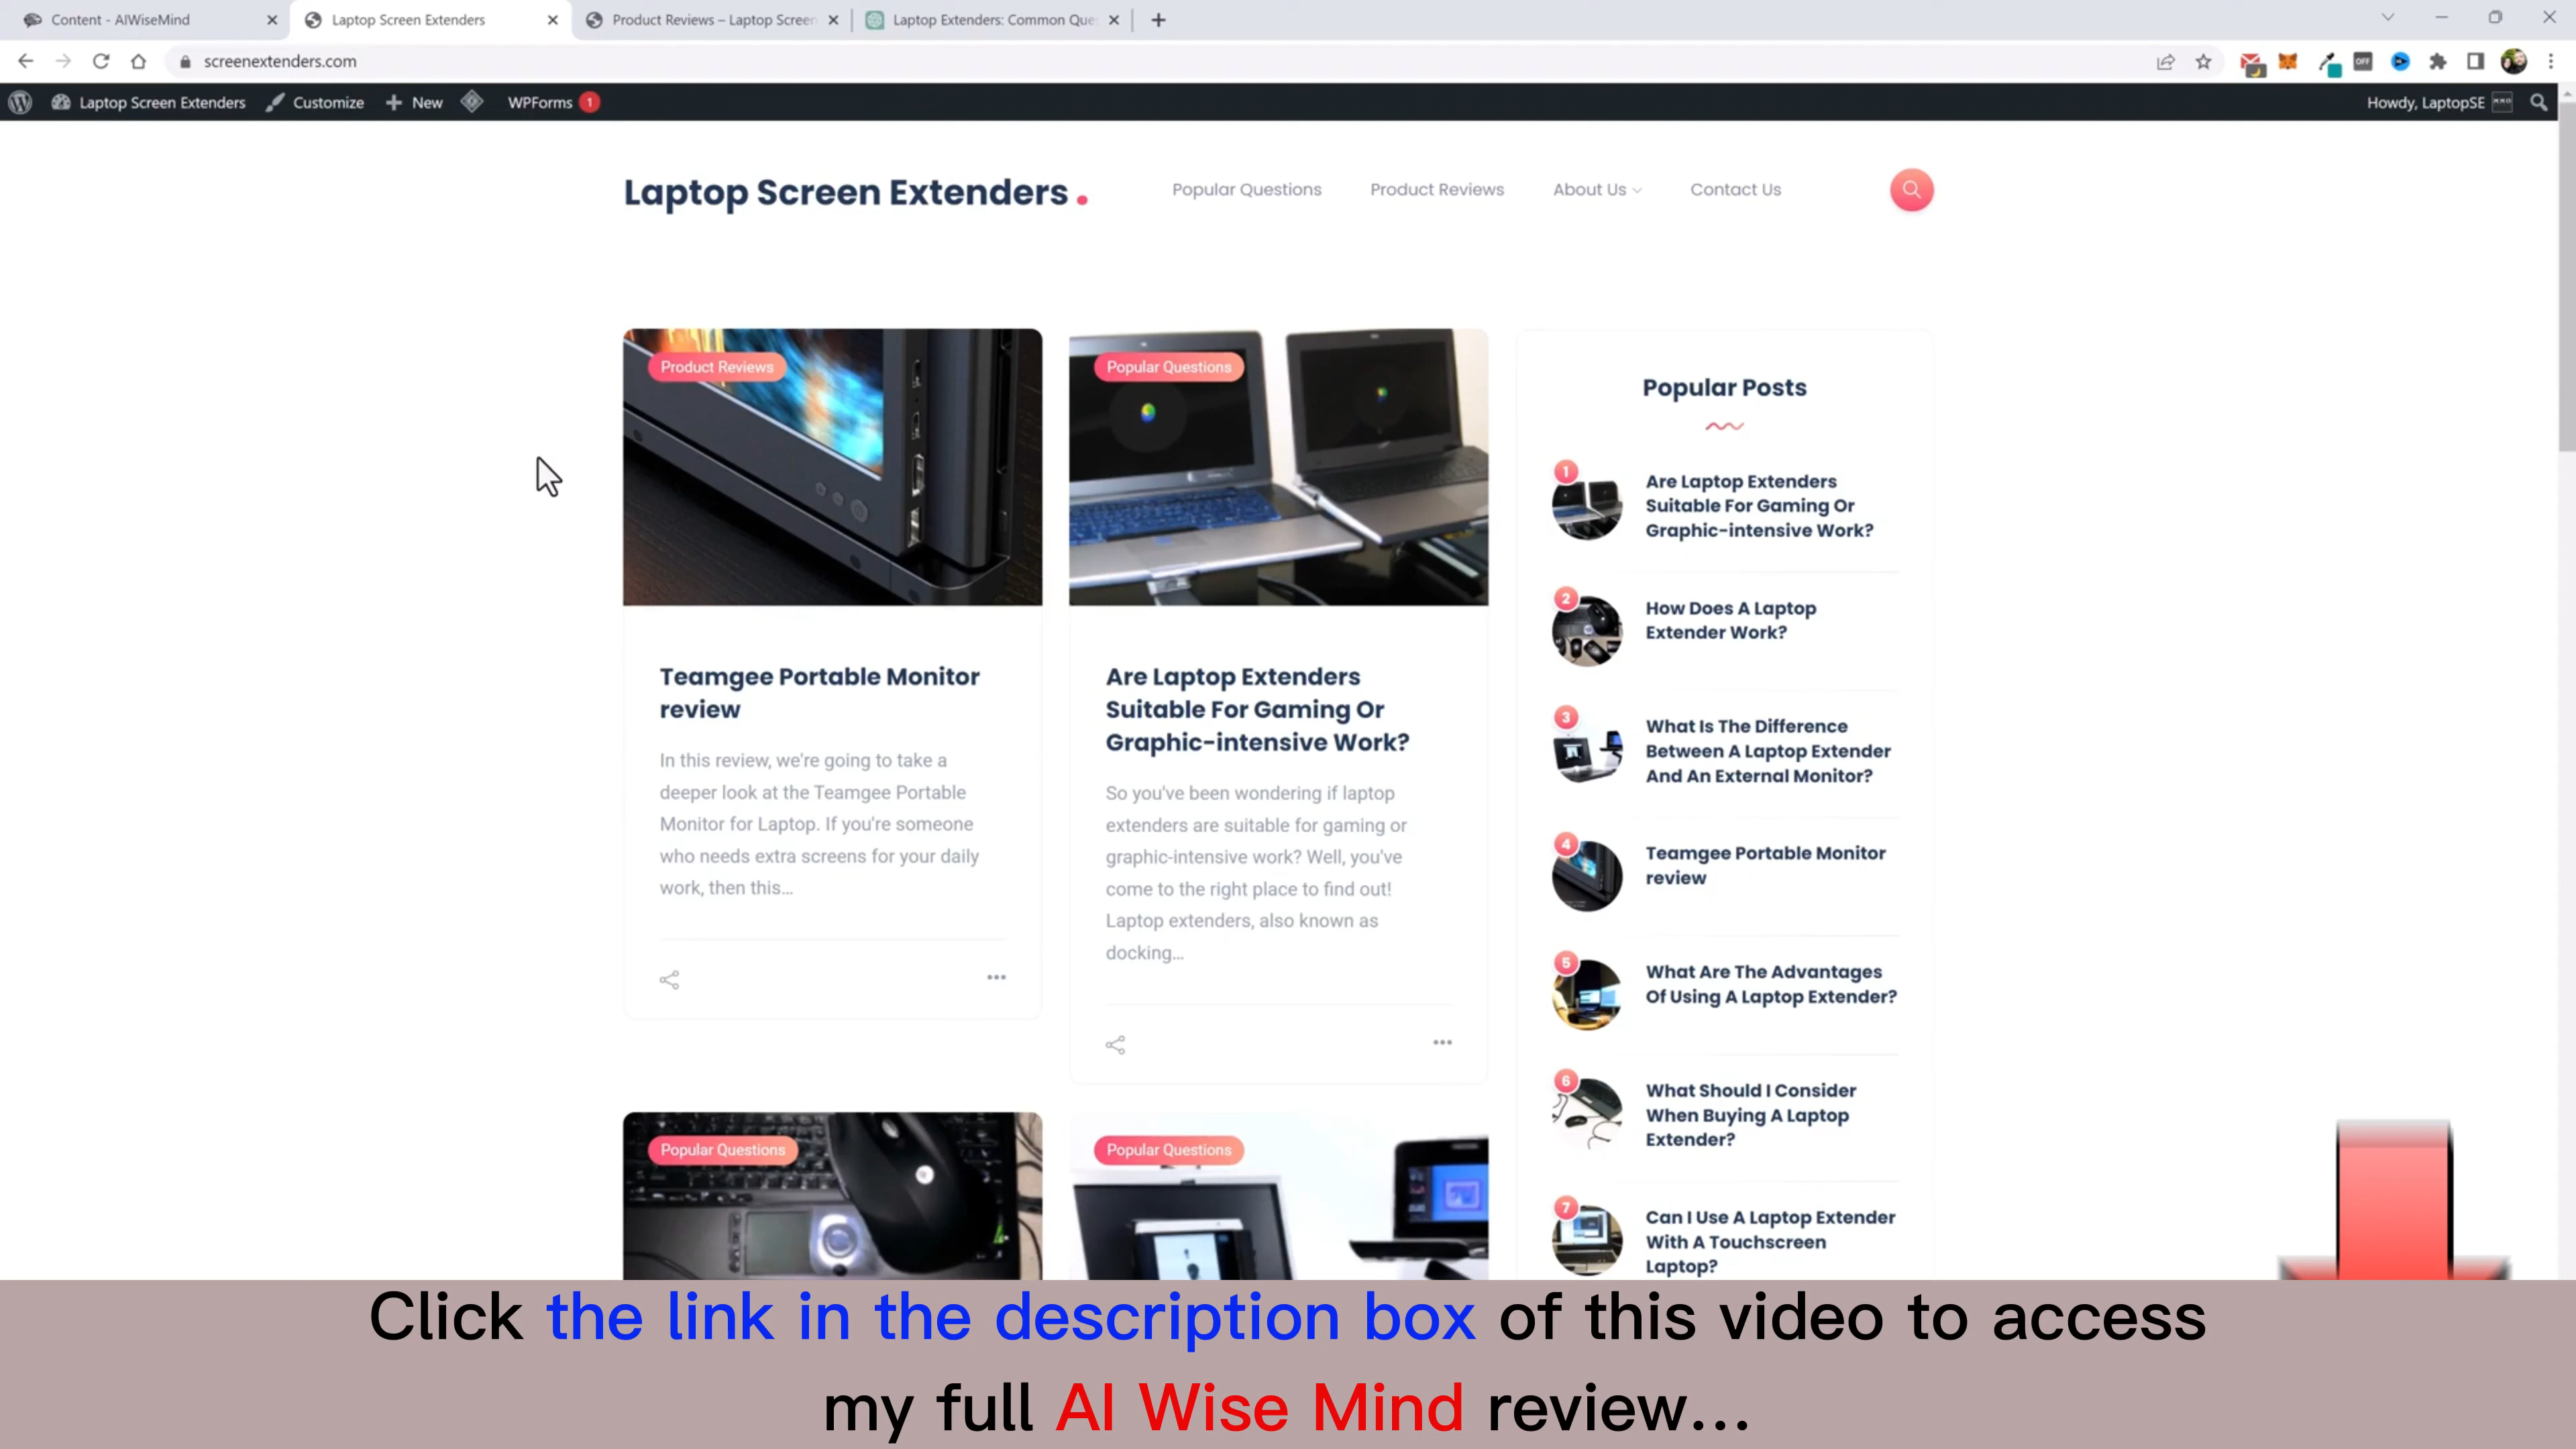 Content - AIWiseMind
Laptop Screen Extenders
Product Reviews – Laptop Screen
Laptop Extenders: Common Que
screenextenders.com
OFF
Laptop Screen Extenders
Customize
New
WPForms 1
Howdy, LaptopSE
Laptop Screen Extenders.
Popular Questions
Product Reviews
About Us
Contact Us
Product Reviews
Teamgee Portable Monitor
review
In this review, we're going to take a
deeper look at the Teamgee Portable
Monitor for Laptop. If you're someone
who needs extra screens for your daily
work, then this...
Popular Questions
Are Laptop Extenders
Suitable For Gaming Or
Graphic-intensive Work?
So you've been wondering if laptop
extenders are suitable for gaming or
graphic-intensive work? Well, you've
come to the right place to find out!
Laptop extenders, also known as
docking...
Popular Questions
Popular Questions
Popular Posts
1
Are Laptop Extenders
Suitable For Gaming Or
Graphic-intensive Work?
2
How Does A Laptop
Extender Work?
3
What Is The Difference
Between A Laptop Extender
And An External Monitor?
4
Teamgee Portable Monitor
review
5
What Are The Advantages
Of Using A Laptop Extender?
6
What Should I Consider
When Buying A Laptop
Extender?
7
Can I Use A Laptop Extender
With A Touchscreen
Laptop?
Click the link in the description box of this video to access
my full AI Wise Mind review...